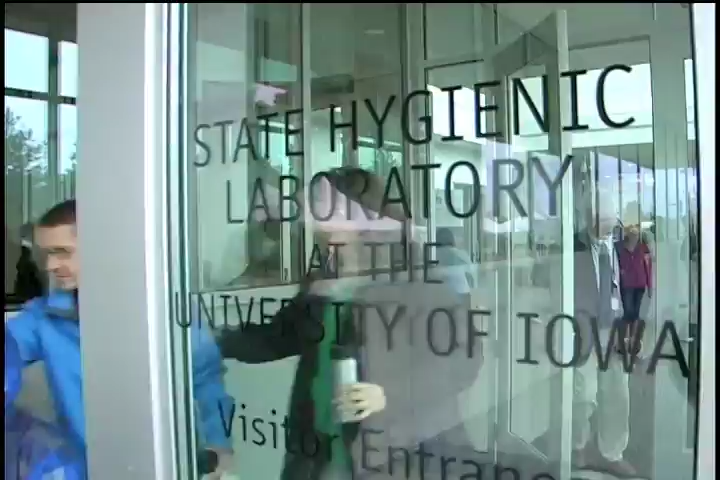 STATE HYGIENIC
LABORATORY
AT THE
UNIVERSITY OF IOWA
Visitor Entrance